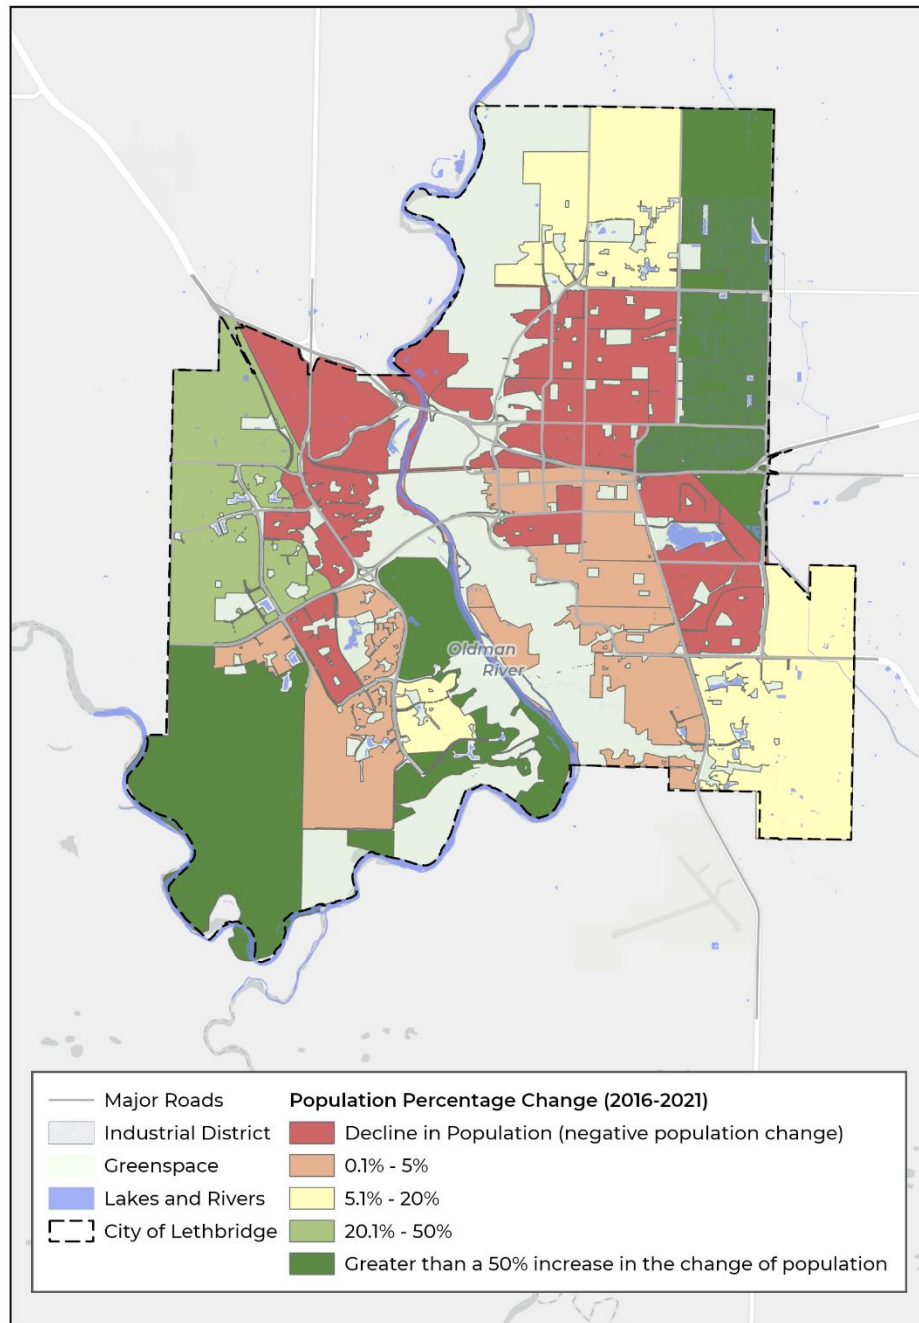 Oldman
River
Major Roads
Industrial District
Greenspace
Lakes and Rivers
City of Lethbridge
Population Percentage Change (2016-2021)
Decline in Population (negative population change)
0.1% - 5%
5.1% - 20%
20.1% - 50%
Greater than a 50% increase in the change of population